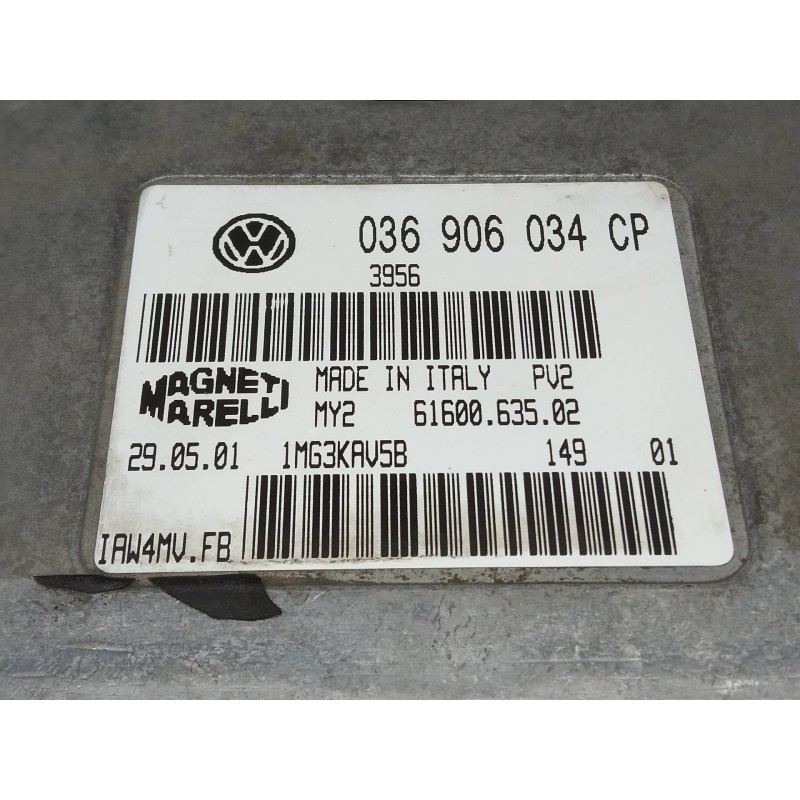 036 906 034 CP
3956
MAGNETI MARELLI
MADE IN ITALY PV2
MY2 61600.635.02
29.05.01 1MG3KAV5B 149 01
IAW4MV.FB